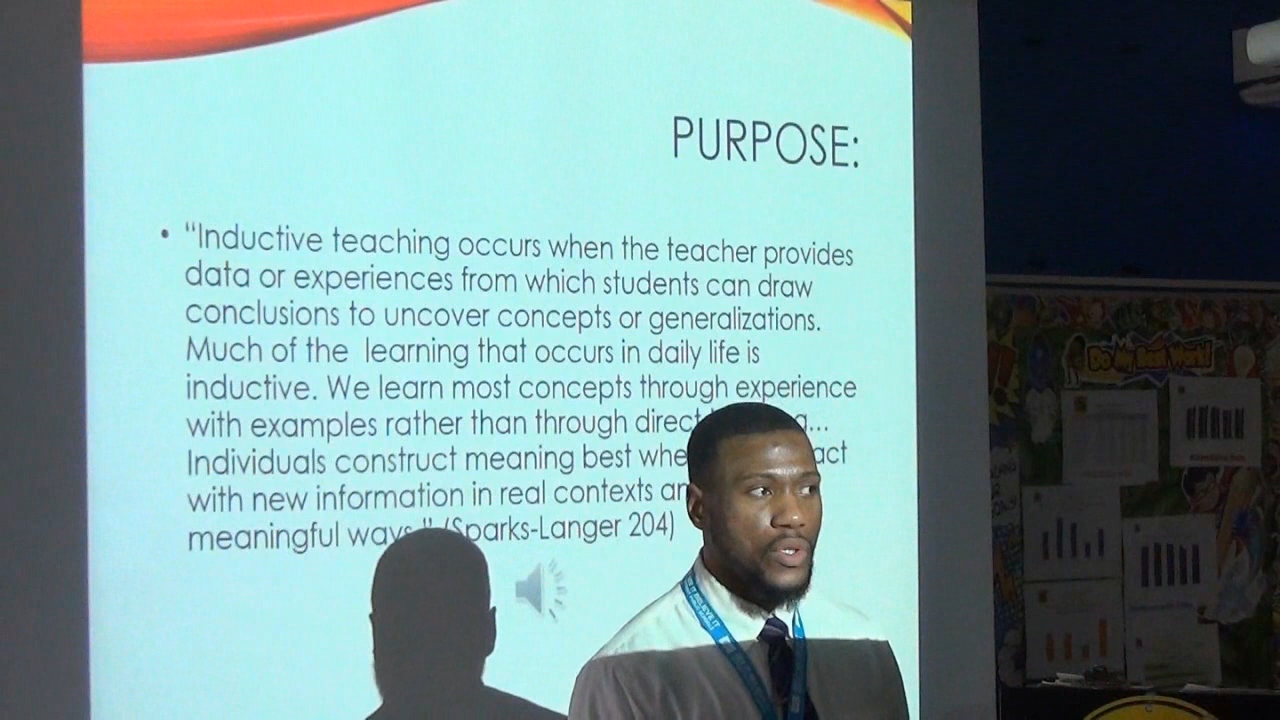 PURPOSE:
• “Inductive teaching occurs when the teacher provides
data or experiences from which students can draw
conclusions to uncover concepts or generalizations.
Much of the learning that occurs in daily life is
inductive. We learn most concepts through experience
with examples rather than through direct ...
Individuals construct meaning best
with new information in real contexts
meaningful ways." (Sparks-Langer 204)
Do My Best Work!